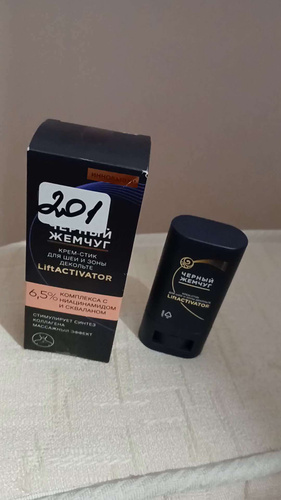 201
ЧЕРНЫЙ
ЖЕМЧУГ
КРЕМ-СТИК
ДЛЯ ШЕИ И ЗОНЫ
ДЕКОЛЬТЕ
LiftACTIVATOR
6,5% КОМПЛЕКСА С
НИАЦИНАМИДОМ
И СКВАЛАНОМ
СТИМУЛИРУЕТ СИНТЕЗ
КОЛЛАГЕНА
МАССАЖНЫЙ ЭФФЕКТ
ЧЕРНЫЙ
ЖЕМЧУГ
LiftACTIVATOR